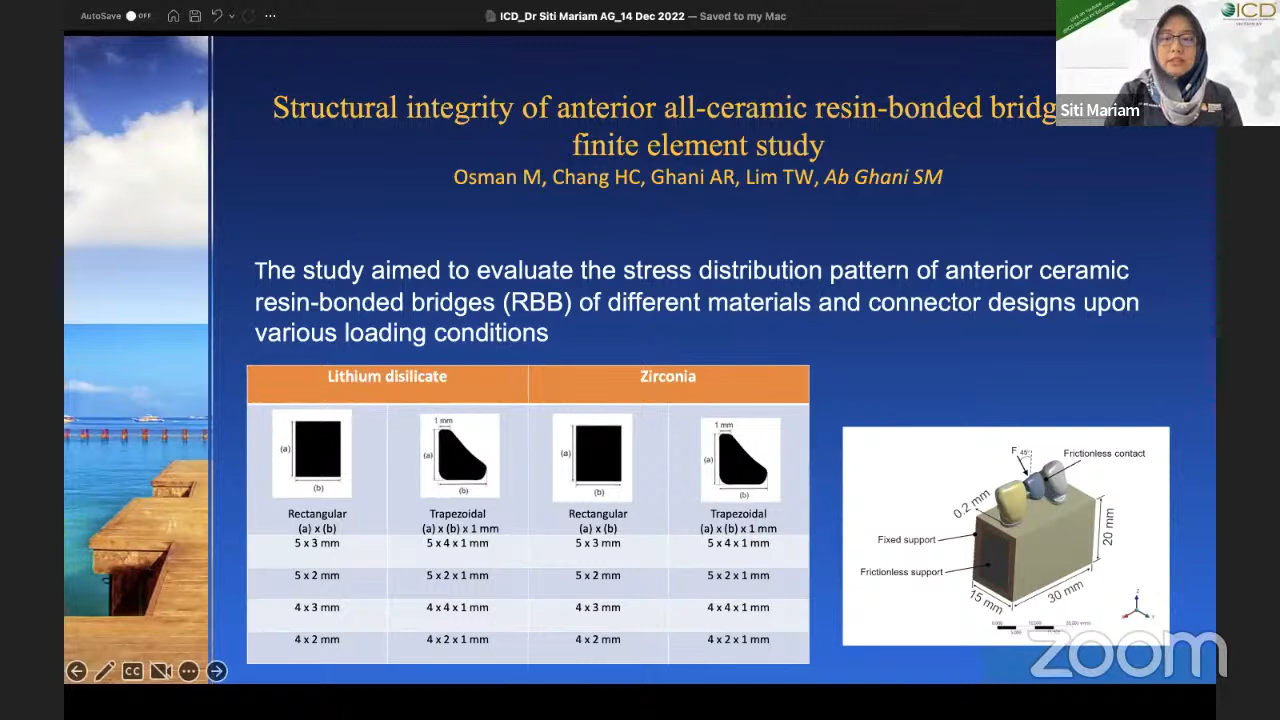 AutoSave OFF
ICD_Dr Siti Mariam AG_14 Dec 2022 — Saved to my Mac
Live on Youtube
ICD
SECTION XV
Siti Mariam
Structural integrity of anterior all-ceramic resin-bonded
finite element study
Osman M, Chang HC, Ghani AR, Lim TW, Ab Ghani SM
The study aimed to evaluate the stress distribution pattern of anterior ceramic
resin-bonded bridges (RBB) of different materials and connector designs upon
various loading conditions
Lithium disilicate Zirconia
1 mm 1 mm
(a) (a) (a) (a)
(b) (b) (b) (b)
Rectangular Trapezoidal Rectangular Trapezoidal
(a) x (b) (a) x (b) x 1 mm (a) x (b) (a) x (b) x 1 mm
5 x 3 mm 5 x 4 x 1 mm 5 x 3 mm 5 x 4 x 1 mm
5 x 2 mm 5 x 2 x 1 mm 5 x 2 mm 5 x 2 x 1 mm
4 x 3 mm 4 x 4 x 1 mm 4 x 3 mm 4 x 4 x 1 mm
4 x 2 mm 4 x 2 x 1 mm 4 x 2 mm 4 x 2 x 1 mm
F 45° Frictionless contact
0.2 mm
20 mm
Fixed support
Frictionless support
15 mm
30 mm
CC
zoom